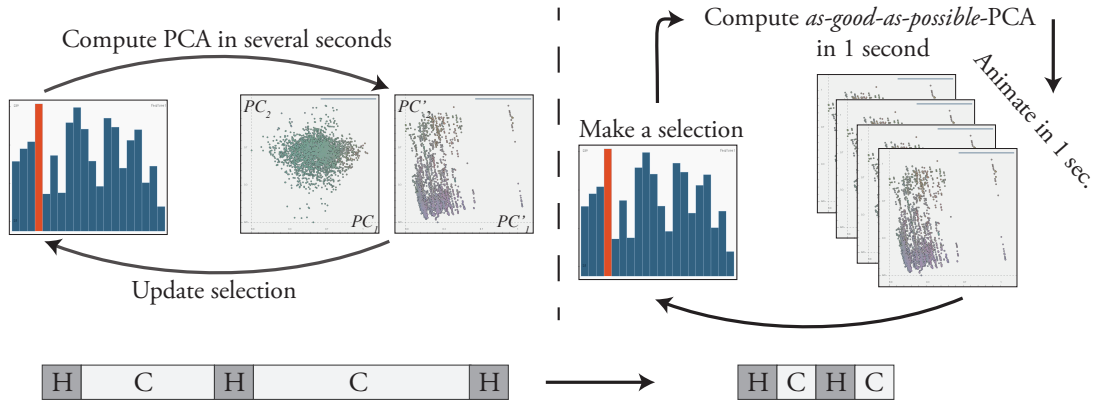 Compute PCA in several seconds
PC₂
PC₁
PC'
PC'₁
Update selection
Compute as-good-as-possible-PCA
in 1 second
Make a selection
Animate in 1 sec.
H C H C H
H C H C